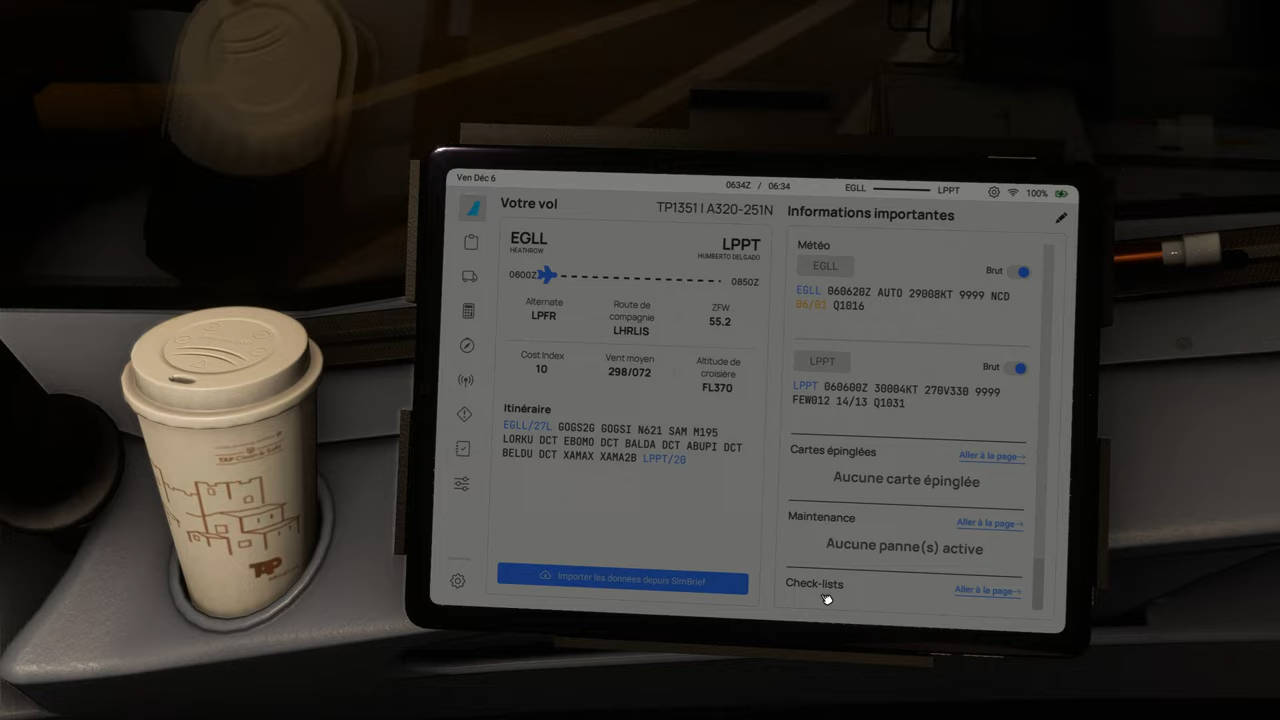 Ven Déc 6
0634Z / 06:34
EGLL LPPT
100%
Votre vol
TP1351 | A320-251N
EGLL
HEATHROW
LPPT
HUMBERTO DELGADO
0600Z
0850Z
Alternate
LPFR
Route de
compagnie
LHRLIS
ZFW
55.2
Cost Index
10
Vent moyen
298/072
Altitude de
croisière
FL370
Itinéraire
EGLL/27L GOGS2G GOGSI N621 SAM M195
LORKU DCT EBOMO DCT BALDA DCT ABUPI DCT
BELDU DCT XAMAX XAMA2B LPPT/20
Importer les données depuis SimBrief
Informations importantes
Météo
EGLL
Brut
EGLL 060620Z AUTO 29008KT 9999 NCD
06/01 Q1016
LPPT
Brut
LPPT 060600Z 30004KT 270V330 9999
FEW012 14/13 Q1031
Cartes épinglées
Aller à la page→
Aucune carte épinglée
Maintenance
Aller à la page→
Aucune panne(s) active
Check-lists
Aller à la page→
TAP